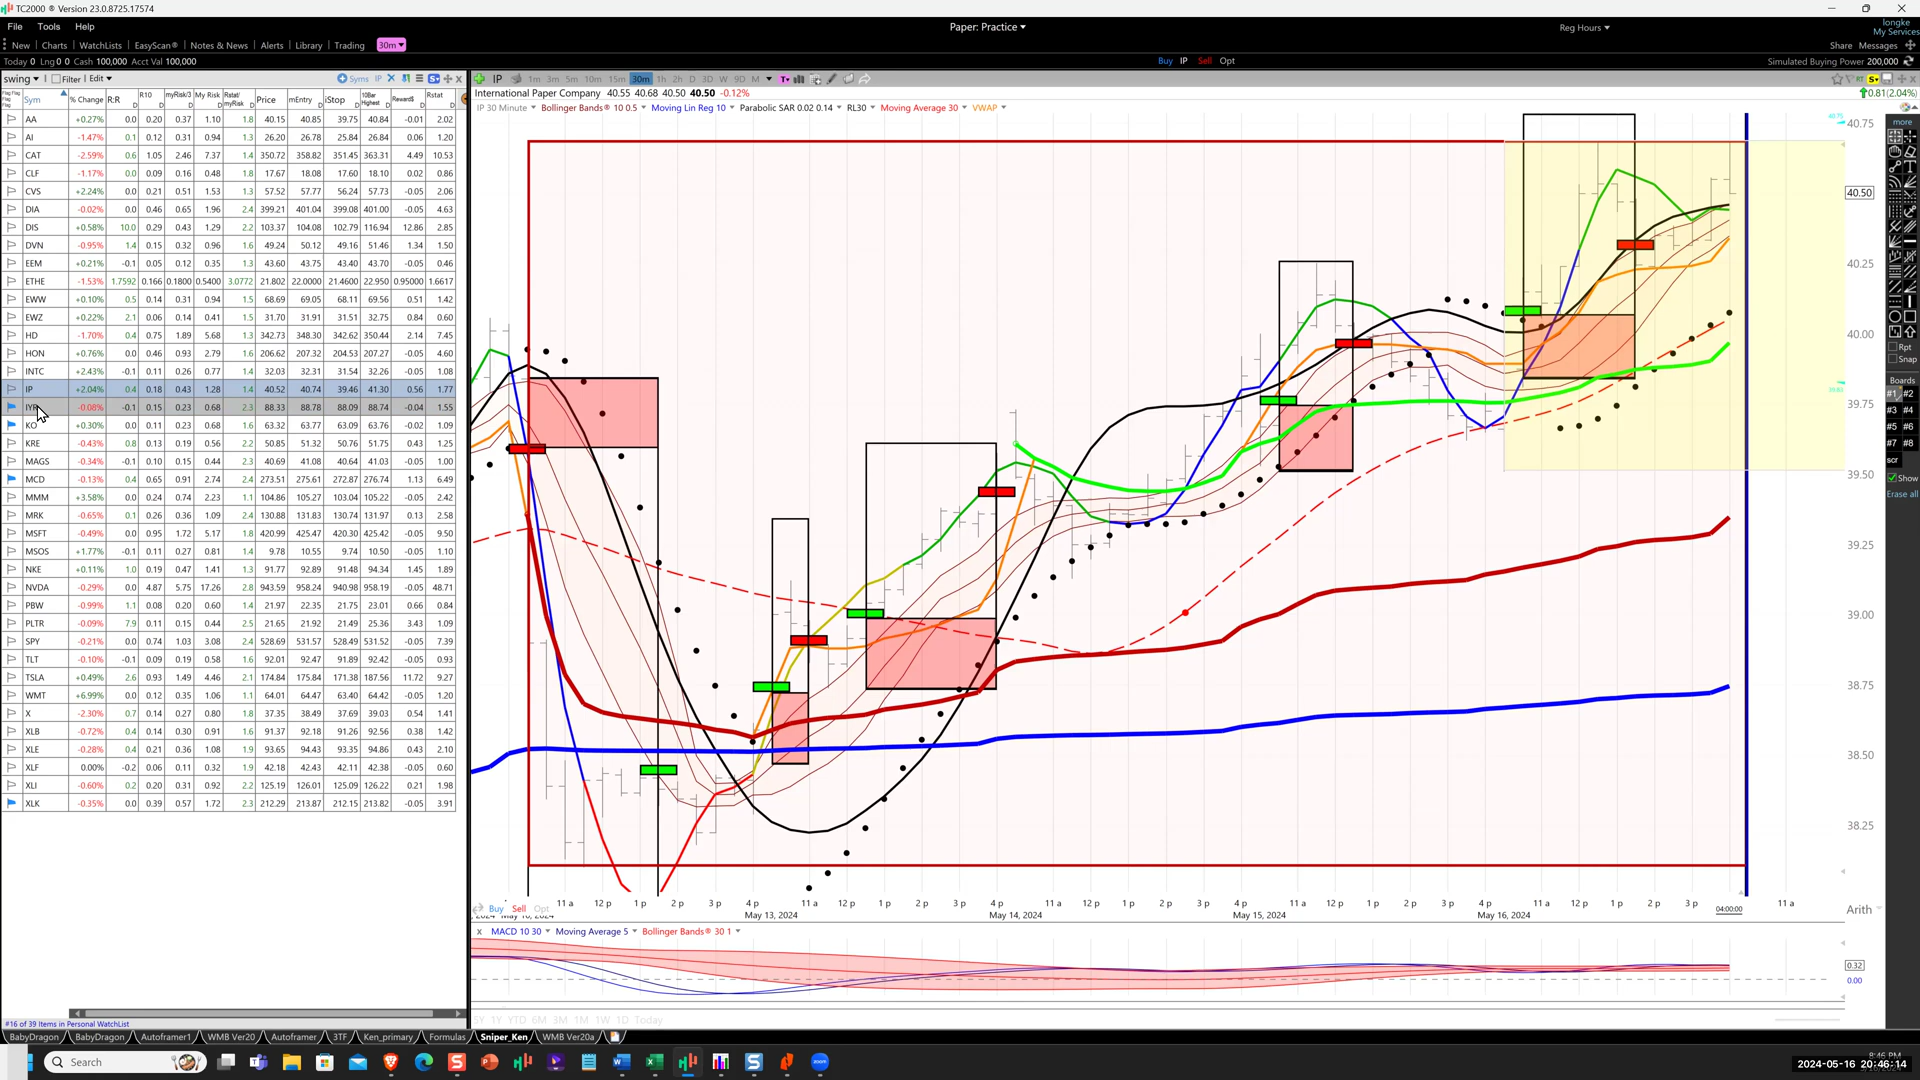 TC2000 ® Version 23.0.8725.17574
File Tools Help
Paper: Practice
Reg Hours
longke
My Services
New Charts WatchLists EasyScan® Notes & News Alerts Library Trading 30m
Share Messages
Today 0 Lng 0 0 Cash 100,000 Acct Val 100,000
Buy IP Sell Opt
Simulated Buying Power 200,000
swing Filter Edit
Syms IP
IP 1m 3m 5m 10m 15m 30m 1h 2h D 3D W 9D M
International Paper Company 40.55 40.68 40.50 40.50 -0.12%
0.81(2.04%)
IP 30 Minute Bollinger Bands® 10 0.5 Moving Lin Reg 10 Parabolic SAR 0.02 0.14 RL30 Moving Average 30 VWAP
Sym % Change R:R R10 myRisk/3 My Risk Rstat/myRisk Price mEntry iStop 10Bar Highest Reward$ Rstat
AA +0.27% 0.0 0.20 0.37 1.10 1.8 40.15 40.85 39.75 40.84 -0.01 2.02
AI -1.47% 0.1 0.12 0.31 0.94 1.3 26.20 26.78 25.84 26.84 0.06 1.20
CAT -2.59% 0.6 1.05 2.46 7.37 1.4 350.72 358.82 351.45 363.31 4.49 10.53
CLF -1.17% 0.0 0.09 0.16 0.48 1.8 17.67 18.08 17.60 18.10 0.02 0.86
CVS +2.24% 0.0 0.21 0.51 1.53 1.3 57.52 57.77 56.24 57.73 -0.05 2.06
DIA -0.02% 0.0 0.46 0.65 1.96 2.4 399.21 401.04 399.08 401.00 -0.05 4.63
DIS +0.58% 10.0 0.29 0.43 1.29 2.2 103.37 104.08 102.79 116.94 12.86 2.85
DVN -0.95% 1.4 0.15 0.32 0.96 1.6 49.24 50.12 49.16 51.46 1.34 1.50
EEM +0.21% -0.1 0.05 0.12 0.35 1.3 43.60 43.75 43.40 43.70 -0.05 0.46
ETHE -1.53% 1.7592 0.166 0.1800 0.5400 3.0772 21.802 22.0000 21.4600 22.950 0.95000 1.6617
EWW +0.10% 0.5 0.14 0.31 0.94 1.5 68.69 69.05 68.11 69.56 0.51 1.42
EWZ +0.22% 2.1 0.06 0.14 0.41 1.5 31.70 31.91 31.51 32.75 0.84 0.60
HD -1.70% 0.4 0.75 1.89 5.68 1.3 342.73 348.30 342.62 350.44 2.14 7.45
HON +0.76% 0.0 0.46 0.93 2.79 1.6 206.62 207.32 204.53 207.27 -0.05 4.60
INTC +2.43% -0.1 0.11 0.26 0.77 1.4 32.03 32.31 31.54 32.26 -0.05 1.08
IP +2.04% 0.4 0.18 0.43 1.28 1.4 40.52 40.74 39.46 41.30 0.56 1.77
IYR -0.08% -0.1 0.15 0.23 0.68 2.3 88.33 88.78 88.09 88.74 -0.04 1.55
KO +0.30% 0.0 0.11 0.23 0.68 1.6 63.32 63.77 63.09 63.76 -0.02 1.09
KRE -0.43% 0.8 0.13 0.19 0.56 2.2 50.85 51.32 50.76 51.75 0.43 1.25
MAGS -0.34% -0.1 0.10 0.15 0.44 2.3 40.69 41.08 40.64 41.03 -0.05 1.00
MCD -0.13% 0.4 0.65 0.91 2.74 2.4 273.51 275.61 272.87 276.74 1.13 6.49
MMM +3.58% 0.0 0.24 0.74 2.23 1.1 104.86 105.27 103.04 105.22 -0.05 2.42
MRK -0.65% 0.1 0.26 0.36 1.09 2.4 130.88 131.83 130.74 131.97 0.13 2.58
MSFT -0.49% 0.0 0.95 1.72 5.17 1.8 420.99 425.47 420.30 425.42 -0.05 9.50
MSOS +1.77% -0.1 0.11 0.27 0.81 1.4 9.78 10.55 9.74 10.50 -0.05 1.10
NKE +0.11% 1.0 0.19 0.47 1.41 1.3 91.77 92.89 91.48 94.34 1.45 1.89
NVDA -0.29% 0.0 4.87 5.75 17.26 2.8 943.59 958.24 940.98 958.19 -0.05 48.71
PBW -0.99% 1.1 0.08 0.20 0.60 1.4 21.97 22.35 21.75 23.01 0.66 0.84
PLTR -0.09% 7.9 0.11 0.15 0.44 2.5 21.65 21.92 21.49 25.36 3.43 1.09
SPY -0.21% 0.0 0.74 1.03 3.08 2.4 528.69 531.57 528.49 531.52 -0.05 7.39
TLT -0.10% -0.1 0.09 0.19 0.58 1.6 92.01 92.47 91.89 92.42 -0.05 0.93
TSLA +0.49% 2.6 0.93 1.49 4.46 2.1 174.84 175.84 171.38 187.56 11.72 9.27
WMT +6.99% 0.0 0.12 0.35 1.06 1.1 64.01 64.47 63.40 64.42 -0.05 1.20
X -2.30% 0.7 0.14 0.27 0.80 1.8 37.35 38.49 37.69 39.03 0.54 1.41
XLB -0.72% 0.4 0.14 0.30 0.91 1.6 91.37 92.18 91.26 92.56 0.38 1.42
XLE -0.28% 0.4 0.21 0.36 1.08 1.9 93.65 94.43 93.35 94.86 0.43 2.10
XLF 0.00% -0.2 0.06 0.11 0.32 1.9 42.18 42.43 42.11 42.38 -0.05 0.60
XLI -0.60% 0.2 0.20 0.31 0.92 2.2 125.19 126.01 125.09 126.22 0.21 1.98
XLK -0.35% 0.0 0.39 0.57 1.72 2.3 212.29 213.87 212.15 213.82 -0.05 3.91
40.75
40.50
40.25
40.00
39.75
39.50
39.25
39.00
38.75
38.50
38.25
more
Rpt
Snap
Boards
#1 #2
#3 #4
#5 #6
#7 #8
scr
Show
Erase all
11 a 12 p 1 p 2 p 3 p 4 p 11 a 12 p 1 p 2 p 3 p 4 p 11 a 12 p 1 p 2 p 3 p 4 p 11 a 12 p 1 p 2 p 3 p 4 p 11 a 12 p 1 p 2 p 3 p 04:00:00 11 a
Buy Sell Opt
May 13, 2024 May 14, 2024 May 15, 2024 May 16, 2024
Arith
X MACD 10 30 Moving Average 5 Bollinger Bands® 30 1
0.32
0.00
5Y 1Y YTD 6M 3M 1M 1W 1D Today
#16 of 39 Items in Personal WatchList
BabyDragon BabyDragon Autoframer1 WMB Ver20 Autoframer 3TF Ken_primary Formulas Sniper_Ken WMB Ver20a
Search
2024-05-16 20:46:14